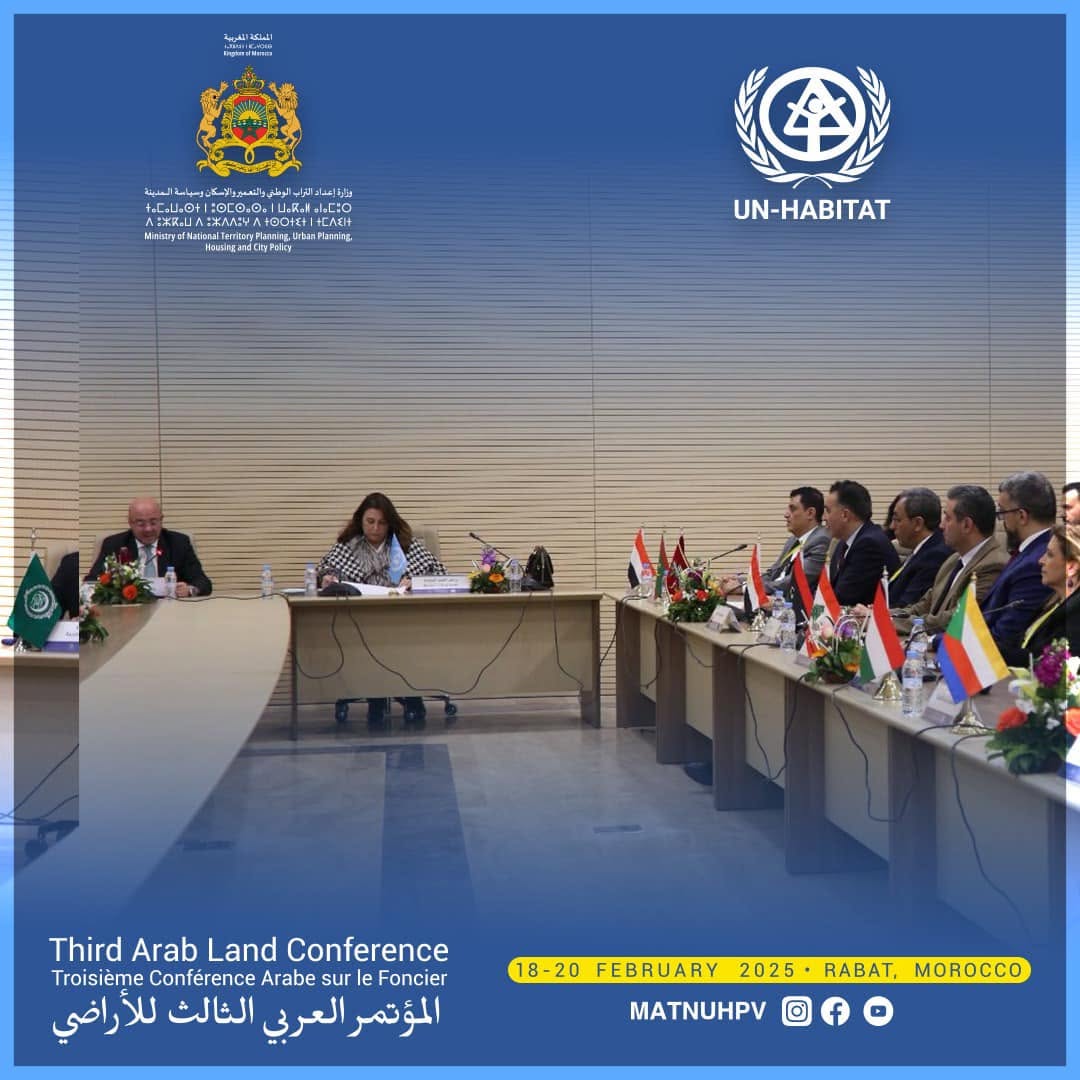 المملكة المغربية
ⵜⴰⴳⵍⴷⵉⵜ ⵏ ⵍⵎⵖⵔⵉⴱ
Kingdom of Morocco
وزارة إعداد التراب الوطني والتعمير والإسكان وسياسة المدينة
Ministry of National Territory Planning, Urban Planning,
Housing and City Policy
UN-HABITAT
Third Arab Land Conference
Troisième Conférence Arabe sur le Foncier
المؤتمر العربي الثالث للأراضي
18-20 FEBRUARY 2025 • RABAT, MOROCCO
MATNUHPV